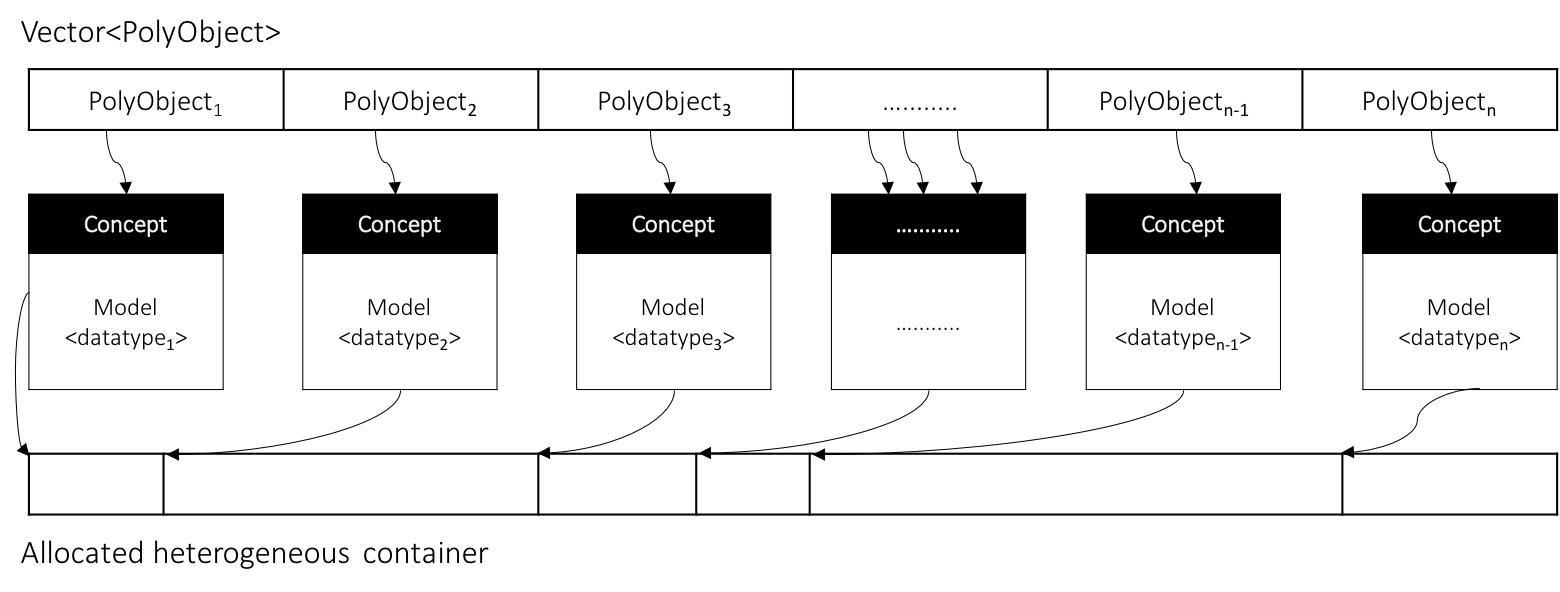 Vector<PolyObject>
PolyObject₁ PolyObject₂ PolyObject₃ ........... PolyObjectₙ₋₁ PolyObjectₙ
Concept Concept Concept ........... Concept Concept
Model Model Model Model Model
<datatype₁> <datatype₂> <datatype₃> ........... <datatypeₙ₋₁> <datatypeₙ>
Allocated heterogeneous container